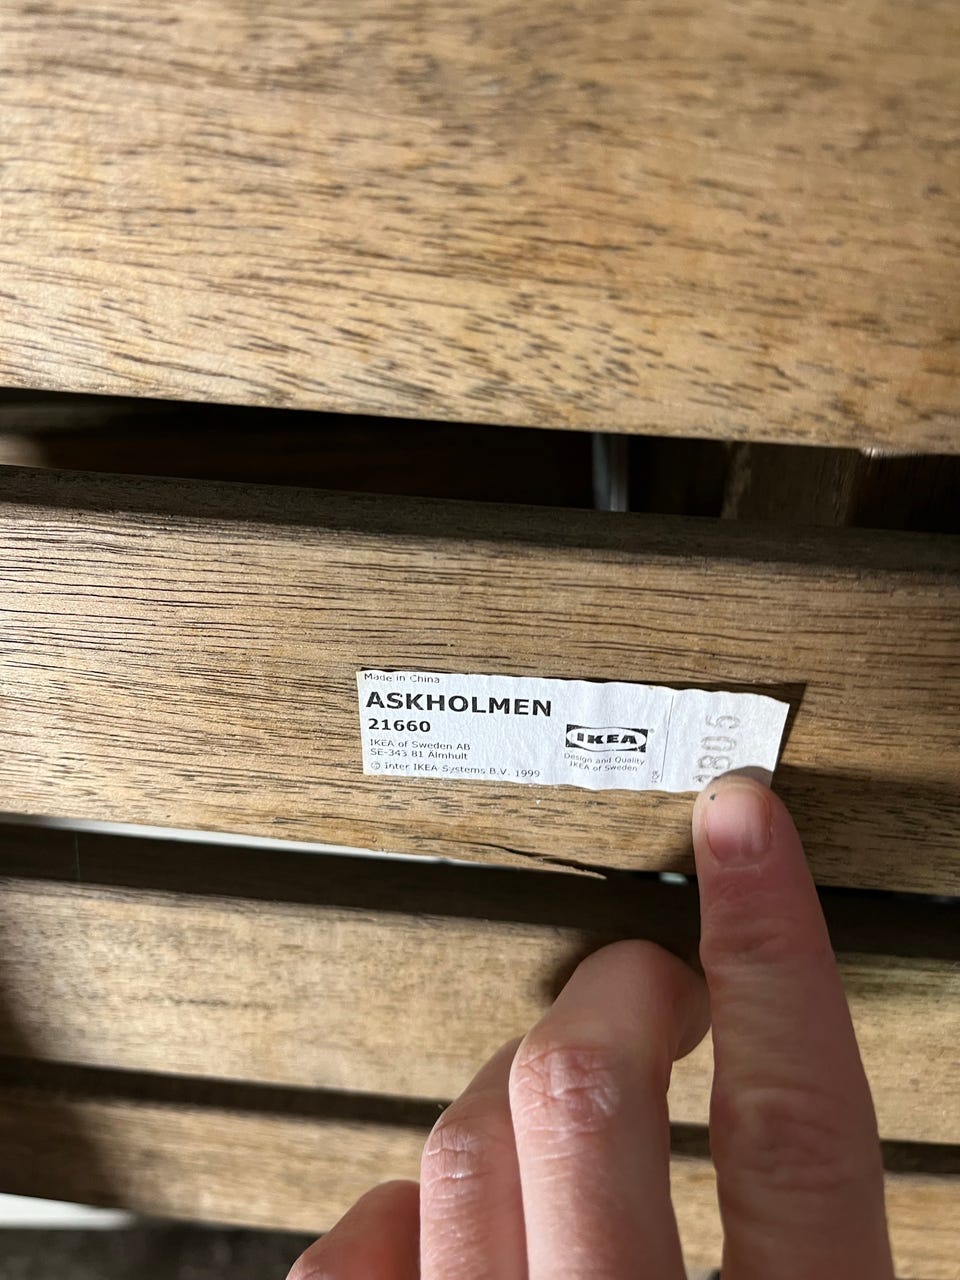 Made in China
ASKHOLMEN
21660
IKEA of Sweden AB
SE-343 81 Älmhult
© Inter IKEA Systems B.V. 1999
IKEA
Design and Quality
IKEA of Sweden
1805